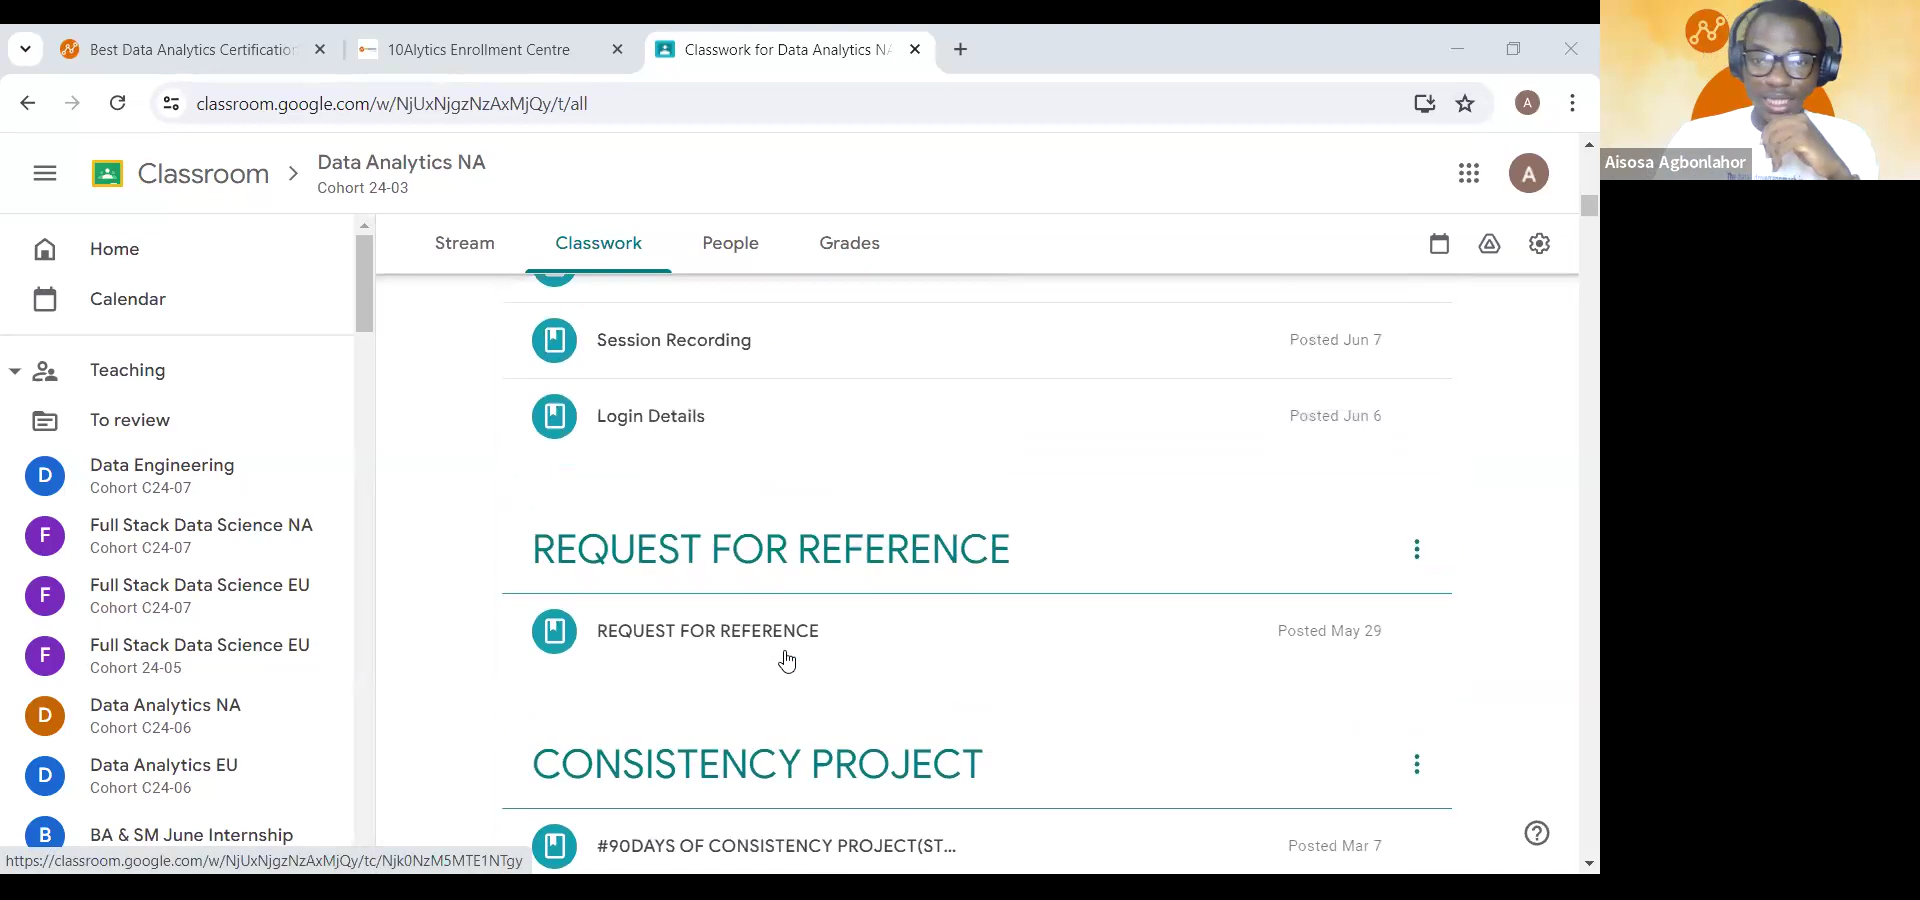 Best Data Analytics Certification
10Alytics Enrollment Centre
Classwork for Data Analytics NA
classroom.google.com/w/NjUxNjgzNzAxMjQy/t/all
A
Classroom
Data Analytics NA
Cohort 24-03
A
Aisosa Agbonlahor
Home
Calendar
Teaching
To review
D
Data Engineering
Cohort C24-07
F
Full Stack Data Science NA
Cohort C24-07
F
Full Stack Data Science EU
Cohort C24-07
F
Full Stack Data Science EU
Cohort 24-05
D
Data Analytics NA
Cohort C24-06
D
Data Analytics EU
Cohort C24-06
B
BA & SM June Internship
https://classroom.google.com/w/NjUxNjgzNzAxMjQy/tc/Njk0NzM5MTE1NTgy
Stream
Classwork
People
Grades
Session Recording
Posted Jun 7
Login Details
Posted Jun 6
REQUEST FOR REFERENCE
REQUEST FOR REFERENCE
Posted May 29
CONSISTENCY PROJECT
#90DAYS OF CONSISTENCY PROJECT(ST...
Posted Mar 7